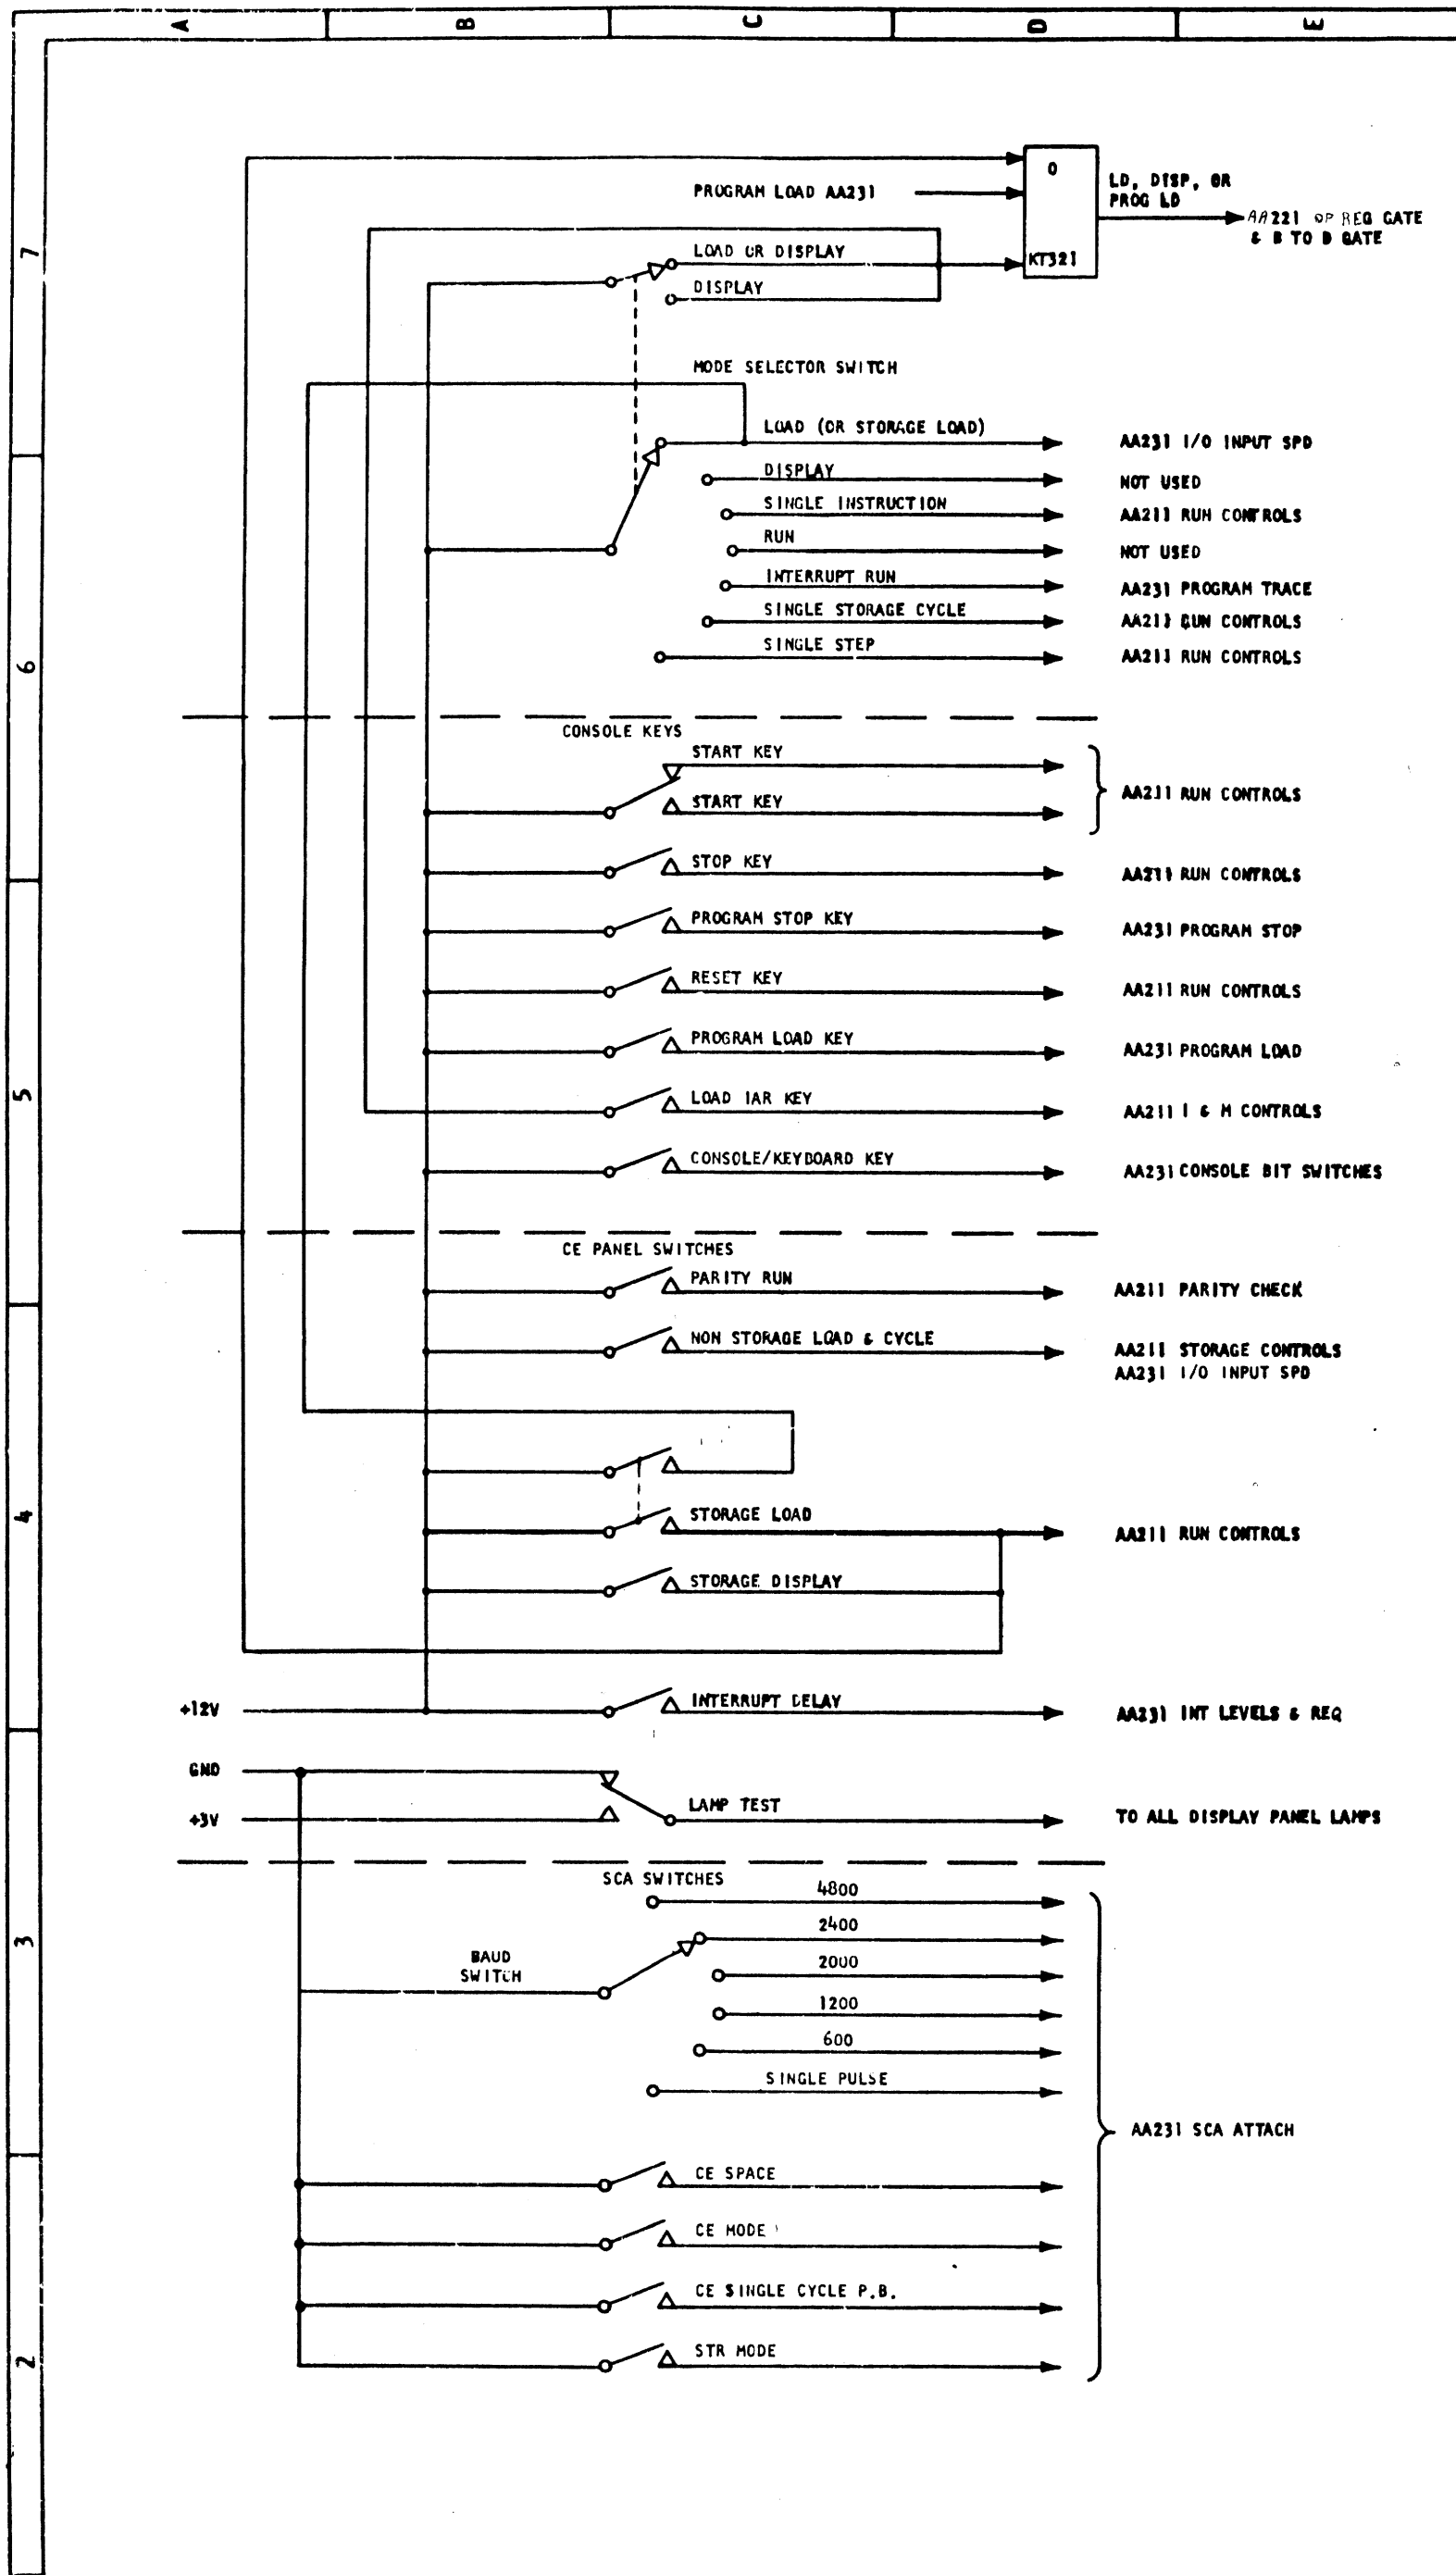 A B C D E
7
O
PROGRAM LOAD AA231
LD, DISP, OR
PROG LD
AA221 OP REG GATE
& B TO D GATE
LOAD OR DISPLAY
KT321
DISPLAY
MODE SELECTOR SWITCH
LOAD (OR STORAGE LOAD) AA231 I/O INPUT SPD
DISPLAY NOT USED
SINGLE INSTRUCTION AA211 RUN CONTROLS
RUN NOT USED
INTERRUPT RUN AA231 PROGRAM TRACE
SINGLE STORAGE CYCLE AA211 RUN CONTROLS
6
SINGLE STEP AA211 RUN CONTROLS
CONSOLE KEYS
START KEY
START KEY AA211 RUN CONTROLS
STOP KEY AA211 RUN CONTROLS
PROGRAM STOP KEY AA231 PROGRAM STOP
RESET KEY AA211 RUN CONTROLS
PROGRAM LOAD KEY AA231 PROGRAM LOAD
5
LOAD IAR KEY AA211 I & M CONTROLS
CONSOLE/KEYBOARD KEY AA231 CONSOLE BIT SWITCHES
CE PANEL SWITCHES
PARITY RUN AA211 PARITY CHECK
NON STORAGE LOAD & CYCLE AA211 STORAGE CONTROLS
AA231 I/O INPUT SPD
4
STORAGE LOAD AA211 RUN CONTROLS
STORAGE DISPLAY
+12V INTERRUPT DELAY AA231 INT LEVELS & REQ
GND
+3V LAMP TEST TO ALL DISPLAY PANEL LAMPS
SCA SWITCHES
4800
3
2400
BAUD
SWITCH
2000
1200
600
SINGLE PULSE
AA231 SCA ATTACH
CE SPACE
CE MODE
CE SINGLE CYCLE P.B.
2
STR MODE